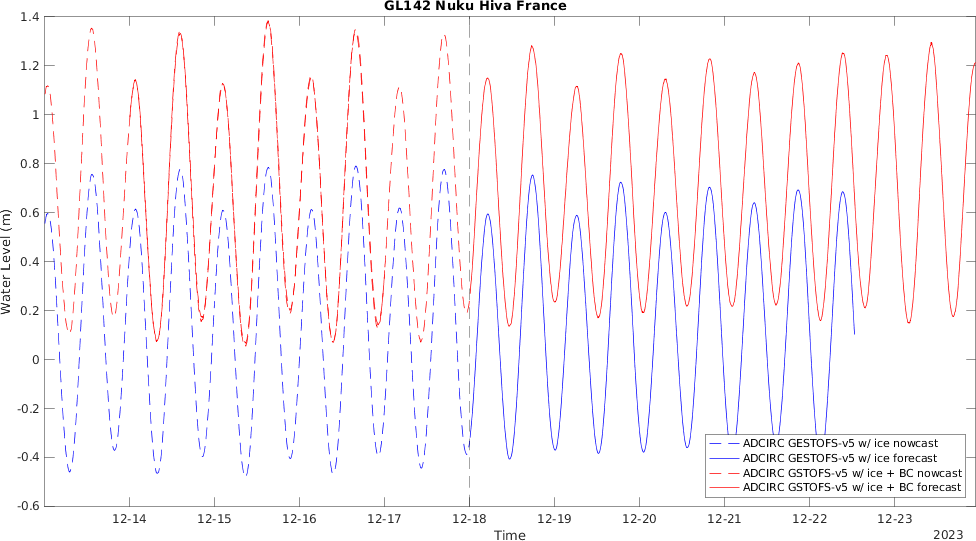 GL142 Nuku Hiva France
1.4
1.2
1
0.8
0.6
0.4
0.2
0
-0.2
-0.4
-0.6
Water Level (m)
12-14 12-15 12-16 12-17 12-18 12-19 12-20 12-21 12-22 12-23
Time
2023
ADCIRC GESTOFS-v5 w/ ice nowcast
ADCIRC GESTOFS-v5 w/ ice forecast
ADCIRC GSTOFS-v5 w/ ice + BC nowcast
ADCIRC GSTOFS-v5 w/ ice + BC forecast